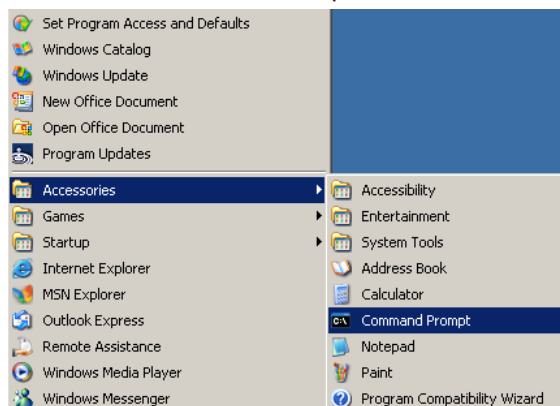 Set Program Access and Defaults
Windows Catalog
Windows Update
New Office Document
Open Office Document
Program Updates
Accessories
Games
Startup
Internet Explorer
MSN Explorer
Outlook Express
Remote Assistance
Windows Media Player
Windows Messenger
Accessibility
Entertainment
System Tools
Address Book
Calculator
C:\ Command Prompt
Notepad
Paint
Program Compatibility Wizard